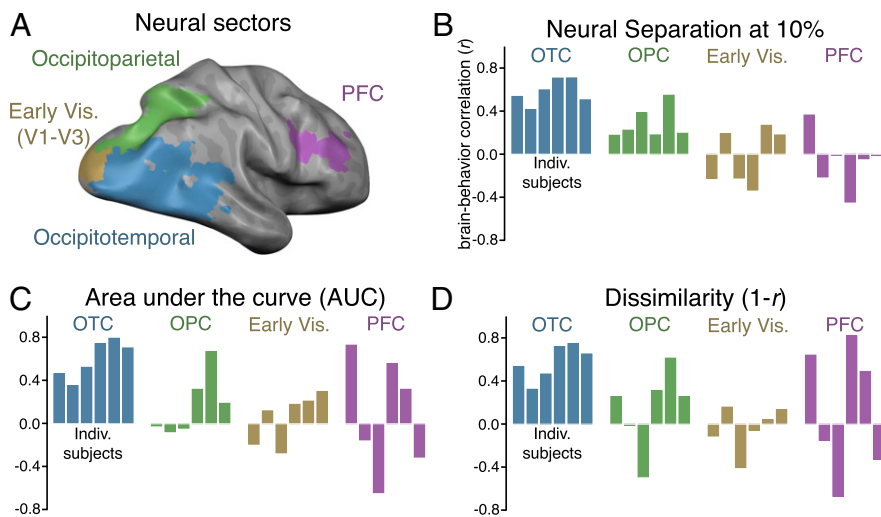 A
Neural sectors
Occipitoparietal
PFC
Early Vis.
(V1-V3)
Occipitotemporal
B
Neural Separation at 10%
brain-behavior correlation (r)
0.8
0.4
0.0
-0.4
-0.8
OTC
OPC
Early Vis.
PFC
Indiv.
subjects
C
Area under the curve (AUC)
0.8
0.4
0.0
-0.4
-0.8
OTC
OPC
Early Vis.
PFC
Indiv.
subjects
D
Dissimilarity (1-r)
0.8
0.4
0.0
-0.4
-0.8
OTC
OPC
Early Vis.
PFC
Indiv.
subjects